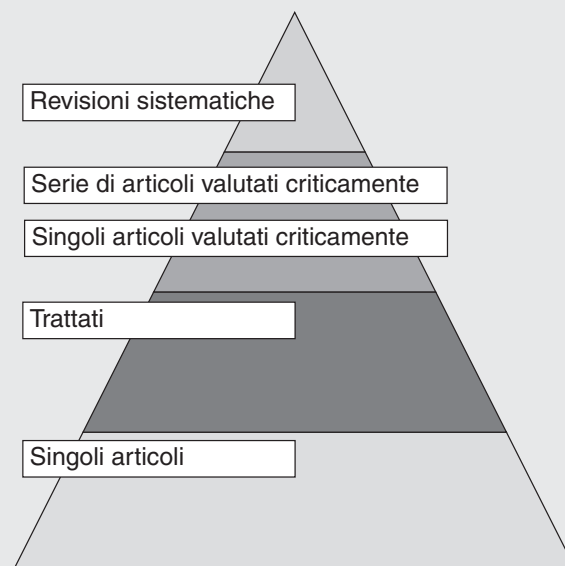 Revisioni sistematiche
Serie di articoli valutati criticamente
Singoli articoli valutati criticamente
Trattati
Singoli articoli